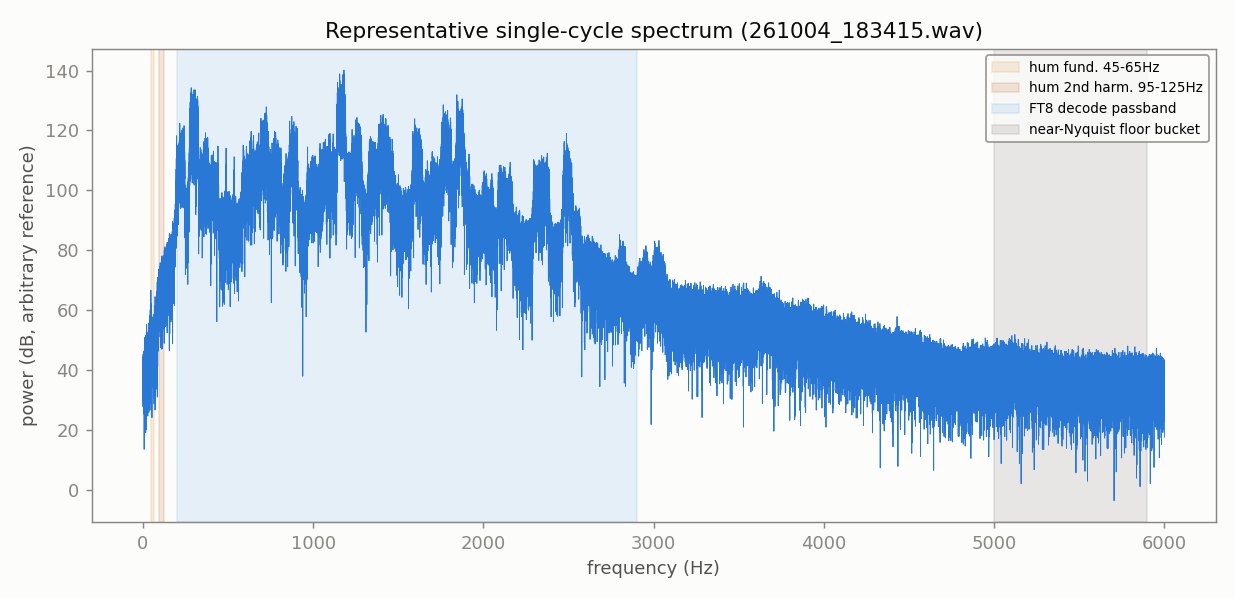 Representative single-cycle spectrum (261004_183415.wav)
hum fund. 45-65Hz
hum 2nd harm. 95-125Hz
FT8 decode passband
near-Nyquist floor bucket
power (dB, arbitrary reference)
140
120
100
80
60
40
20
0
0 1000 2000 3000 4000 5000 6000
frequency (Hz)